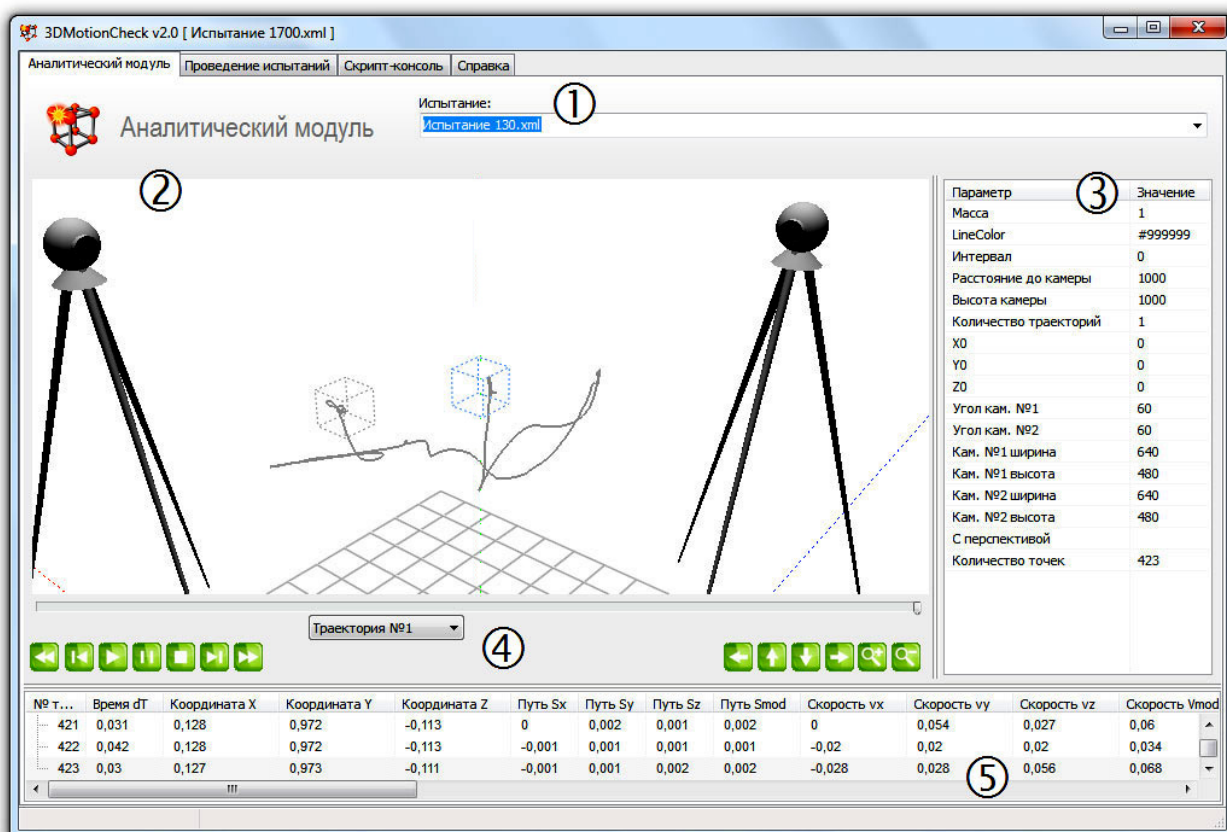 3DMotionCheck v2.0 [ Испытание 1700.xml ]
Аналитический модуль Проведение испытаний Скрипт-консоль Справка
Испытание: ①
Аналитический модуль
Испытание 130.xml
②
Параметр ③ Значение
Масса 1
LineColor #999999
Интервал 0
Расстояние до камеры 1000
Высота камеры 1000
Количество траекторий 1
X0 0
Y0 0
Z0 0
Угол кам. №1 60
Угол кам. №2 60
Кам. №1 ширина 640
Кам. №1 высота 480
Кам. №2 ширина 640
Кам. №2 высота 480
С перспективой
Количество точек 423
Траектория №1
④
№ т... Время dT Координата X Координата Y Координата Z Путь Sx Путь Sy Путь Sz Путь Smod Скорость vx Скорость vy Скорость vz Скорость Vmod
421 0,031 0,128 0,972 -0,113 0 0,002 0,001 0,002 0 0,054 0,027 0,06
422 0,042 0,128 0,972 -0,113 -0,001 0,001 0,001 0,001 -0,02 0,02 0,02 0,034
423 0,03 0,127 0,973 -0,111 -0,001 0,001 0,002 0,002 -0,028 0,028 0,056 0,068
⑤